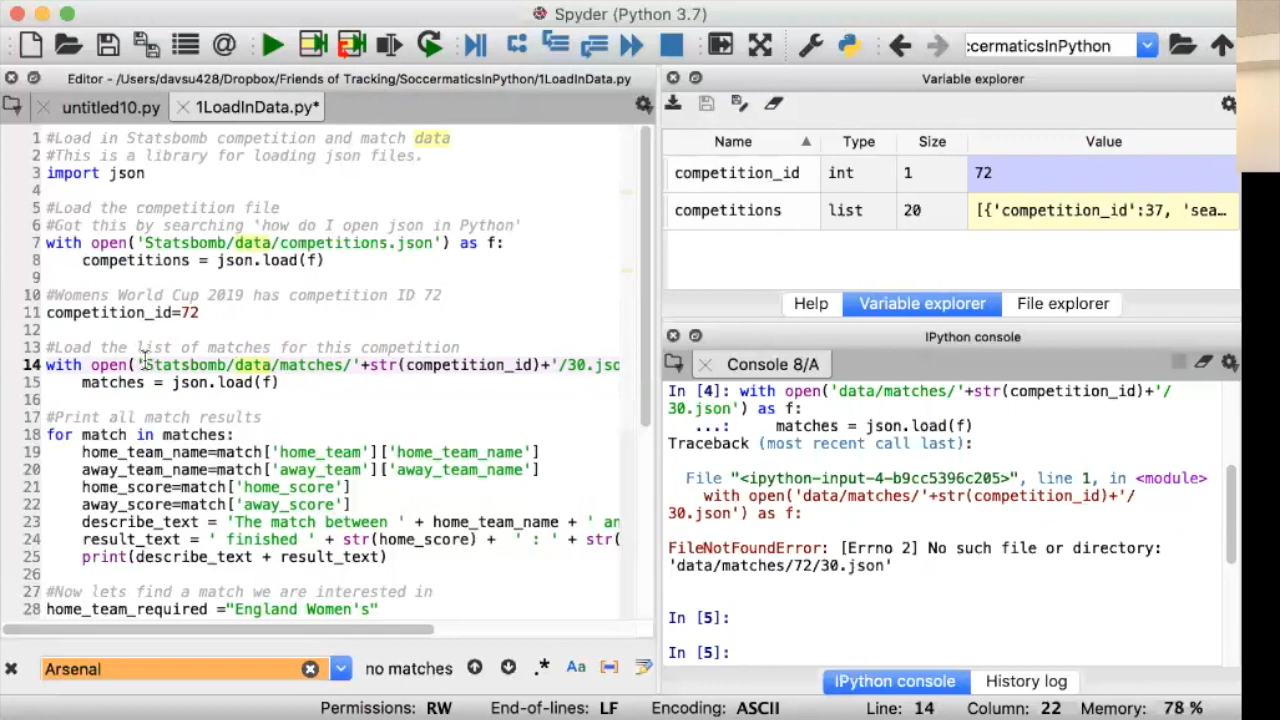 Spyder (Python 3.7)
ccermaticsInPython
Editor - /Users/davsu428/Dropbox/Friends of Tracking/SoccermaticsInPython/1LoadInData.py
untitled10.py
1LoadInData.py*
1 #Load in Statsbomb competition and match data
2 #This is a library for loading json files.
3 import json
4
5 #Load the competition file
6 #Got this by searching 'how do I open json in Python'
7 with open('Statsbomb/data/competitions.json') as f:
8 competitions = json.load(f)
9
10 #Womens World Cup 2019 has competition ID 72
11 competition_id=72
12
13 #Load the list of matches for this competition
14 with open('Statsbomb/data/matches/'+str(competition_id)+'/30.jso
15 matches = json.load(f)
16
17 #Print all match results
18 for match in matches:
19 home_team_name=match['home_team']['home_team_name']
20 away_team_name=match['away_team']['away_team_name']
21 home_score=match['home_score']
22 away_score=match['away_score']
23 describe_text = 'The match between ' + home_team_name + ' an
24 result_text = ' finished ' + str(home_score) + ' : ' + str(
25 print(describe_text + result_text)
26
27 #Now lets find a match we are interested in
28 home_team_required ="England Women's"
Arsenal
no matches
.*
Aa
Variable explorer
Name Type Size Value
competition_id int 1 72
competitions list 20 [{'competition_id':37, 'sea…
Help Variable explorer File explorer
IPython console
Console 8/A
In [4]: with open('data/matches/'+str(competition_id)+'/
30.json') as f:
...: matches = json.load(f)
Traceback (most recent call last):
File "<ipython-input-4-b9cc5396c205>", line 1, in <module>
with open('data/matches/'+str(competition_id)+'/
30.json') as f:
FileNotFoundError: [Errno 2] No such file or directory:
'data/matches/72/30.json'
In [5]:
In [5]:
IPython console History log
Permissions: RW End-of-lines: LF Encoding: ASCII Line: 14 Column: 22 Memory: 78 %